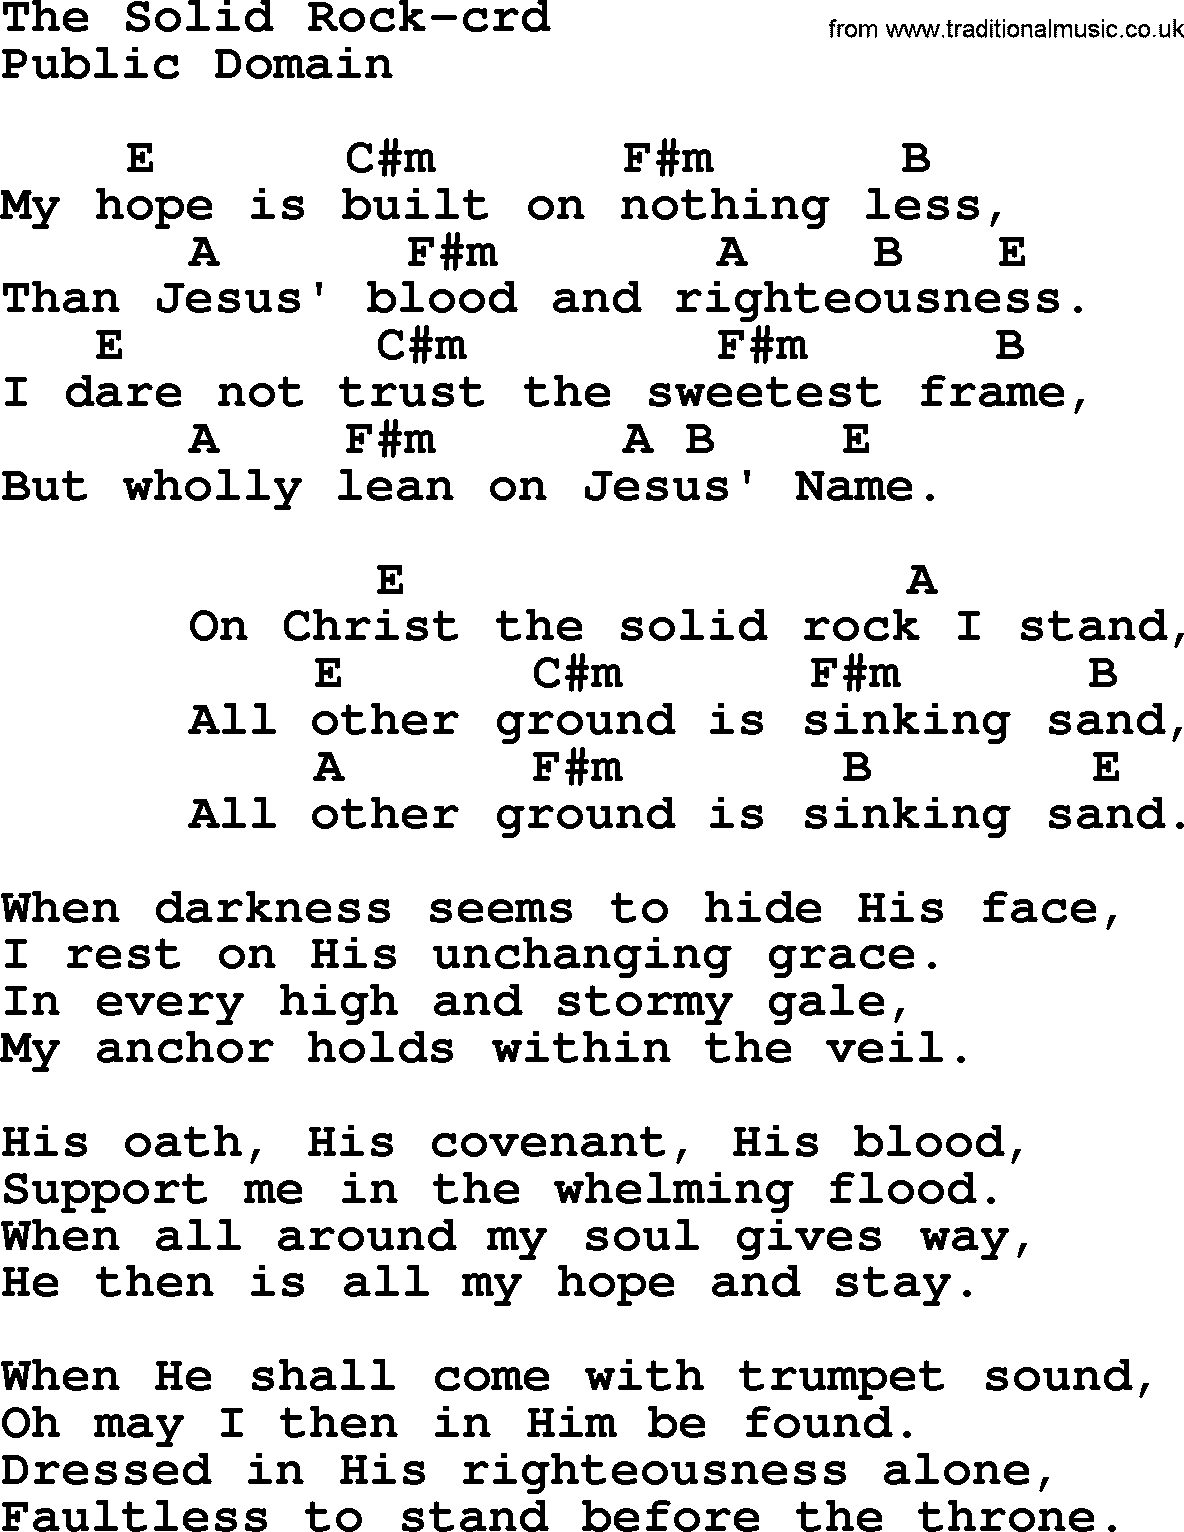 The Solid Rock-crd
from www.traditionalmusic.co.uk
Public Domain

        E            C#m            F#m            B
My hope is built on nothing less,
            A            F#m              A        B      E
Than Jesus' blood and righteousness.
      E                C#m                F#m            B
I dare not trust the sweetest frame,
            A        F#m            A B        E
But wholly lean on Jesus' Name.

                        E                                A
            On Christ the solid rock I stand,
                    E            C#m            F#m            B
            All other ground is sinking sand,
                    A            F#m              B              E
            All other ground is sinking sand.

When darkness seems to hide His face,
I rest on His unchanging grace.
In every high and stormy gale,
My anchor holds within the veil.

His oath, His covenant, His blood,
Support me in the whelming flood.
When all around my soul gives way,
He then is all my hope and stay.

When He shall come with trumpet sound,
Oh may I then in Him be found.
Dressed in His righteousness alone,
Faultless to stand before the throne.